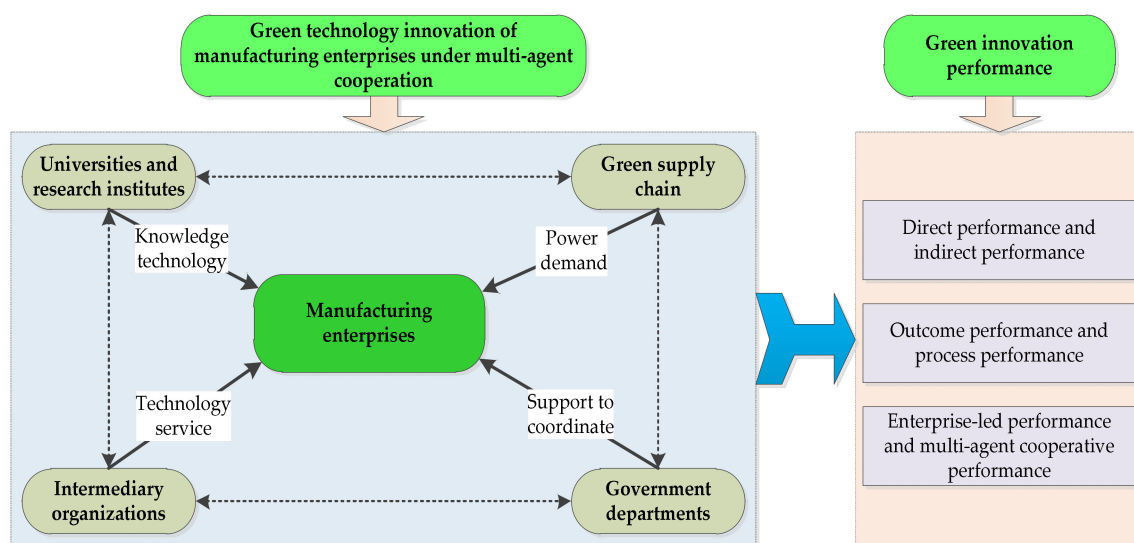 Green technology innovation of
manufacturing enterprises under multi-agent
cooperation
Green innovation
performance
Universities and
research institutes
Green supply
chain
Knowledge
technology
Power
demand
Manufacturing
enterprises
Technology
service
Support to
coordinate
Intermediary
organizations
Government
departments
Direct performance and
indirect performance
Outcome performance and
process performance
Enterprise-led performance
and multi-agent cooperative
performance